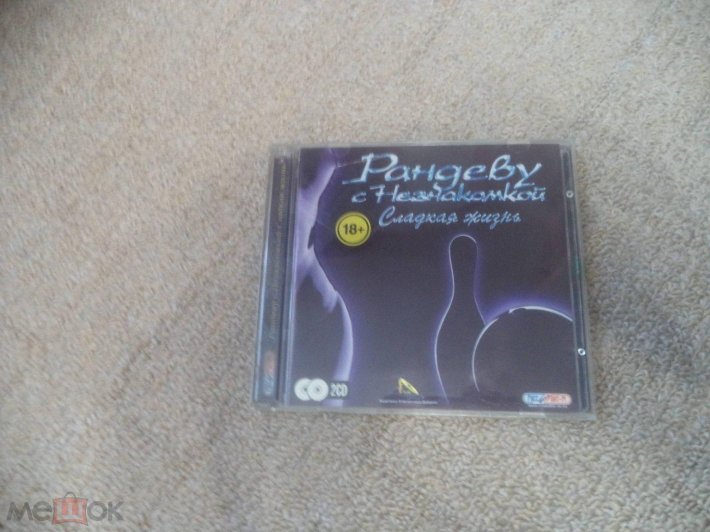 Рандеву
с Незнакомкой
Сладкая жизнь
18+
2CD
мешок